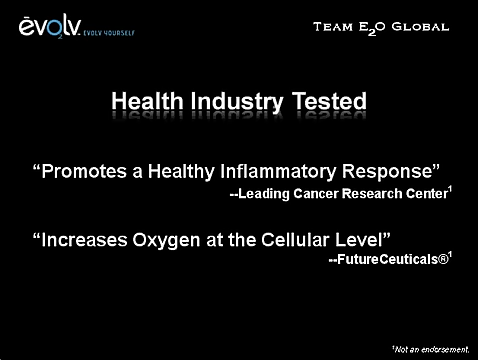 ēvo₂lv. EVOLV YOURSELF
TEAM E₂O GLOBAL
Health Industry Tested
“Promotes a Healthy Inflammatory Response”
--Leading Cancer Research Center¹
“Increases Oxygen at the Cellular Level”
--FutureCeuticals®¹
¹Not an endorsement.